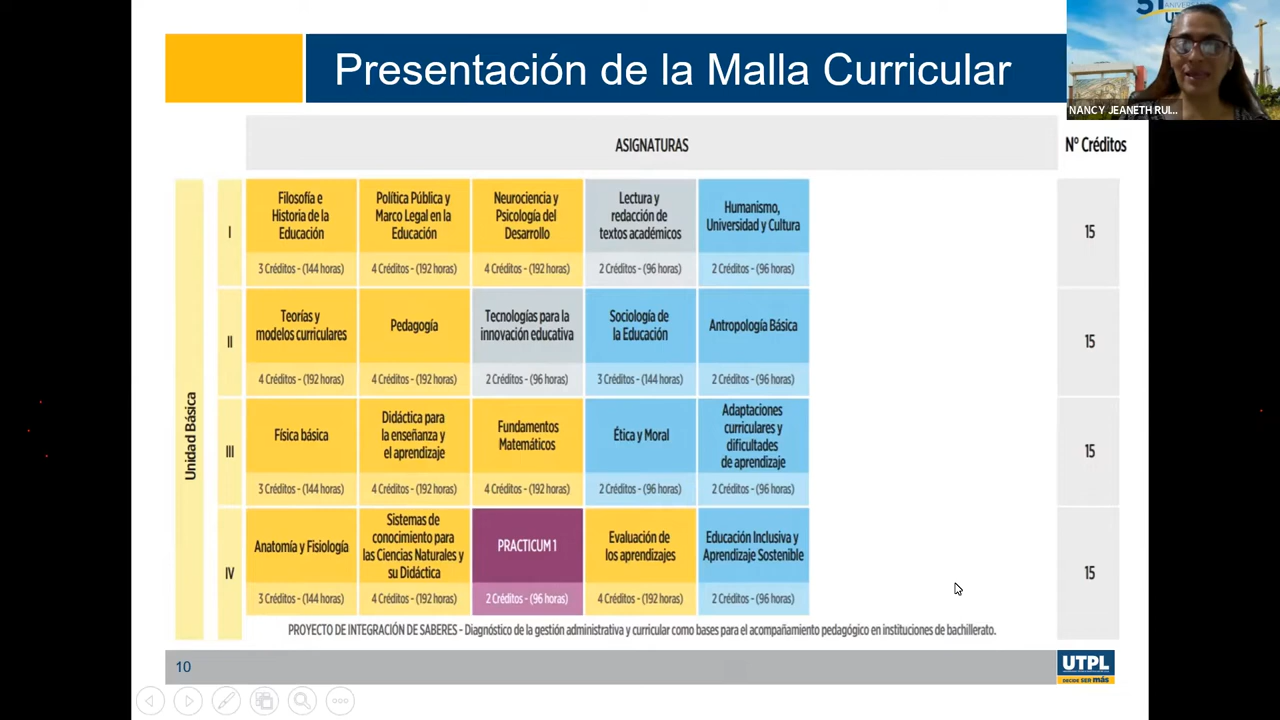 Presentación de la Malla Curricular
NANCY JEANETH RUI...
ASIGNATURAS
N° Créditos
Unidad Básica
I
Filosofía e
Historia de la
Educación
3 Créditos - (144 horas)
Política Pública y
Marco Legal en la
Educación
4 Créditos - (192 horas)
Neurociencia y
Psicología del
Desarrollo
4 Créditos - (192 horas)
Lectura y
redacción de
textos académicos
2 Créditos - (96 horas)
Humanismo,
Universidad y Cultura
2 Créditos - (96 horas)
15
II
Teorías y
modelos curriculares
4 Créditos - (192 horas)
Pedagogía
4 Créditos - (192 horas)
Tecnologías para la
innovación educativa
2 Créditos - (96 horas)
Sociología de
la Educación
3 Créditos - (144 horas)
Antropología Básica
2 Créditos - (96 horas)
15
III
Física básica
3 Créditos - (144 horas)
Didáctica para
la enseñanza y
el aprendizaje
4 Créditos - (192 horas)
Fundamentos
Matemáticos
4 Créditos - (192 horas)
Ética y Moral
2 Créditos - (96 horas)
Adaptaciones
curriculares y
dificultades
de aprendizaje
2 Créditos - (96 horas)
15
IV
Anatomía y Fisiología
3 Créditos - (144 horas)
Sistemas de
conocimiento para
las Ciencias Naturales y
su Didáctica
4 Créditos - (192 horas)
PRACTICUM 1
2 Créditos - (96 horas)
Evaluación de
los aprendizajes
4 Créditos - (192 horas)
Educación Inclusiva y
Aprendizaje Sostenible
2 Créditos - (96 horas)
15
PROYECTO DE INTEGRACIÓN DE SABERES - Diagnóstico de la gestión administrativa y curricular como bases para el acompañamiento pedagógico en instituciones de bachillerato.
10
UTPL
DECIDE SER más